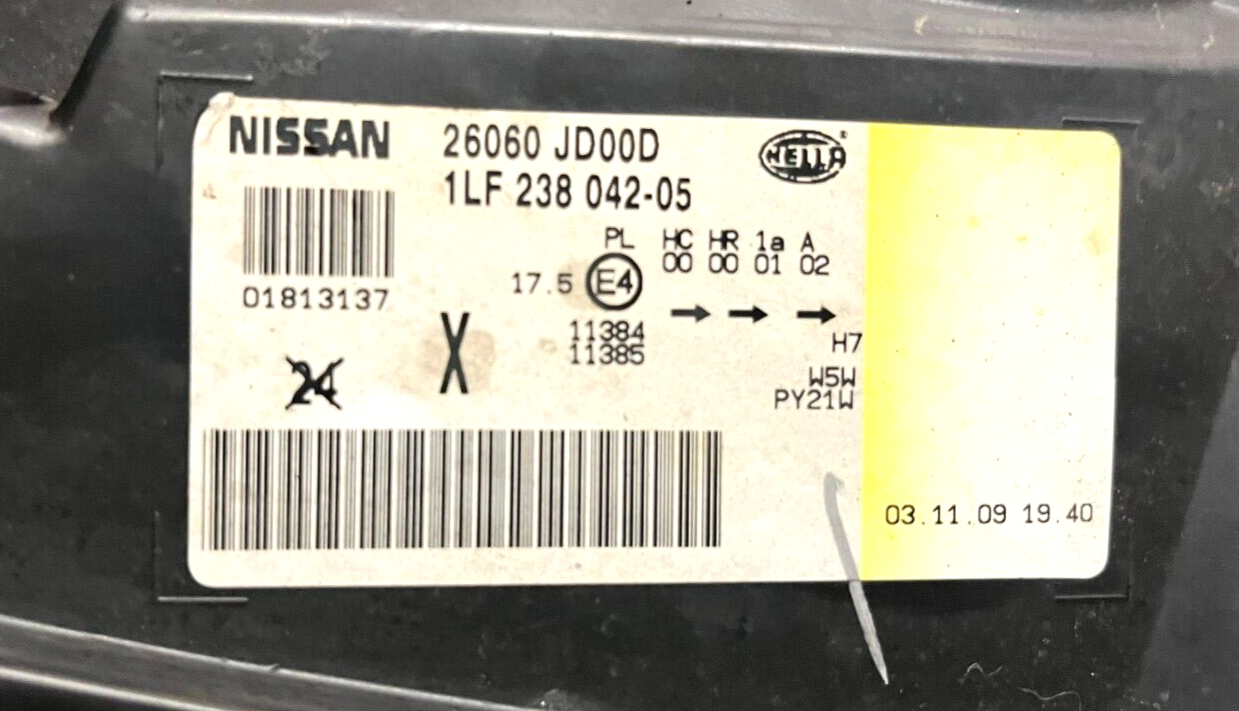 NISSAN 26060 JD00D HELLA
1LF 238 042-05
PL HC HR 1a A
00 00 01 02
17.5 E4
01813137
11384
11385
H7
24
X
W5W
PY21W
03.11.09 19.40